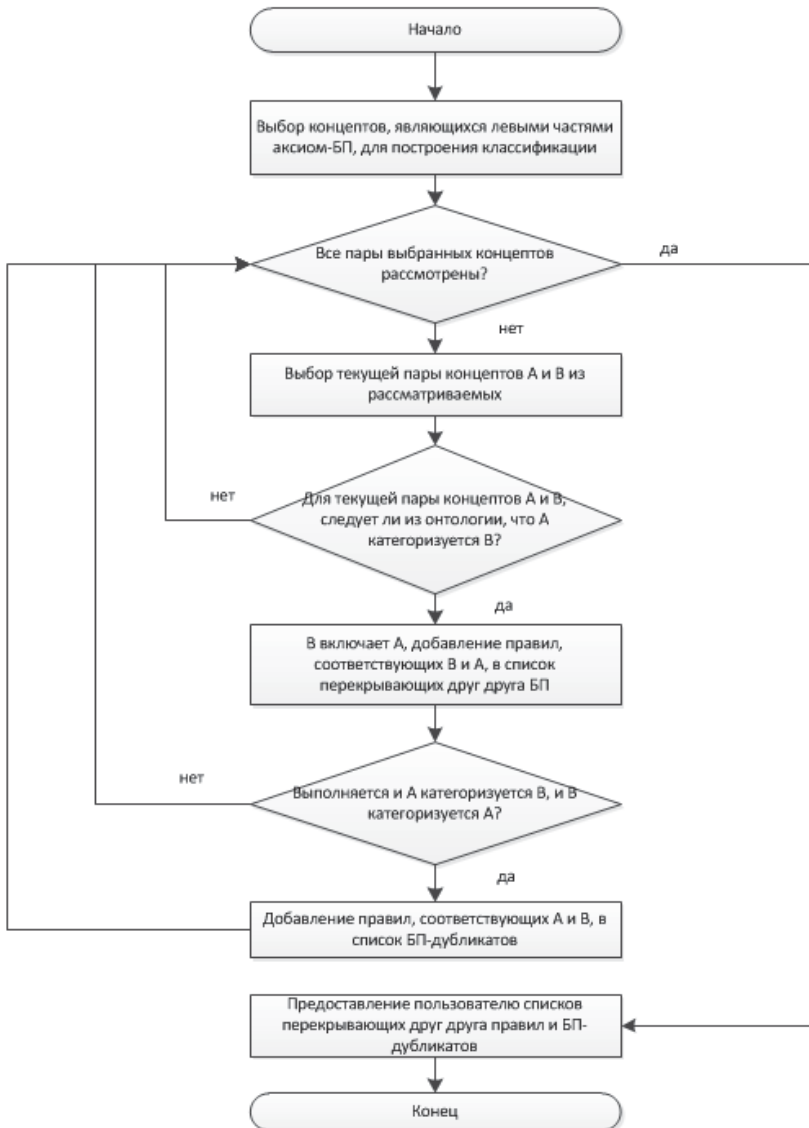 Начало
Выбор концептов, являющихся левыми частями
аксиом-БП, для построения классификации
Все пары выбранных концептов
рассмотрены?
да
нет
Выбор текущей пары концептов А и В из
рассматриваемых
нет
Для текущей пары концептов А и В,
следует ли из онтологии, что А
категоризуется В?
да
В включает А, добавление правил,
соответствующих В и А, в список
перекрывающих друг друга БП
нет
Выполняется и А категоризуется В, и В
категоризуется А?
да
Добавление правил, соответствующих А и В, в
список БП-дубликатов
Предоставление пользователю списков
перекрывающих друг друга правил и БП-
дубликатов
Конец